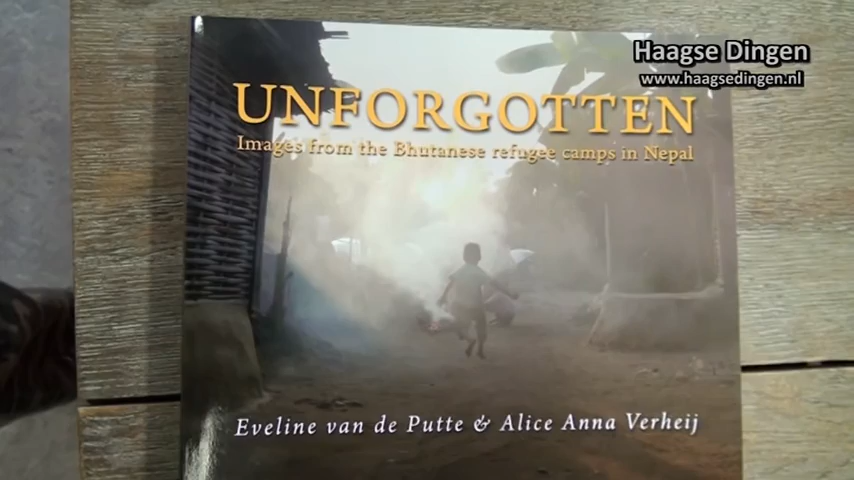 Haagse Dingen
www.haagsedingen.nl
UNFORGOTTEN
Images from the Bhutanese refugee camps in Nepal
Eveline van de Putte & Alice Anna Verheij